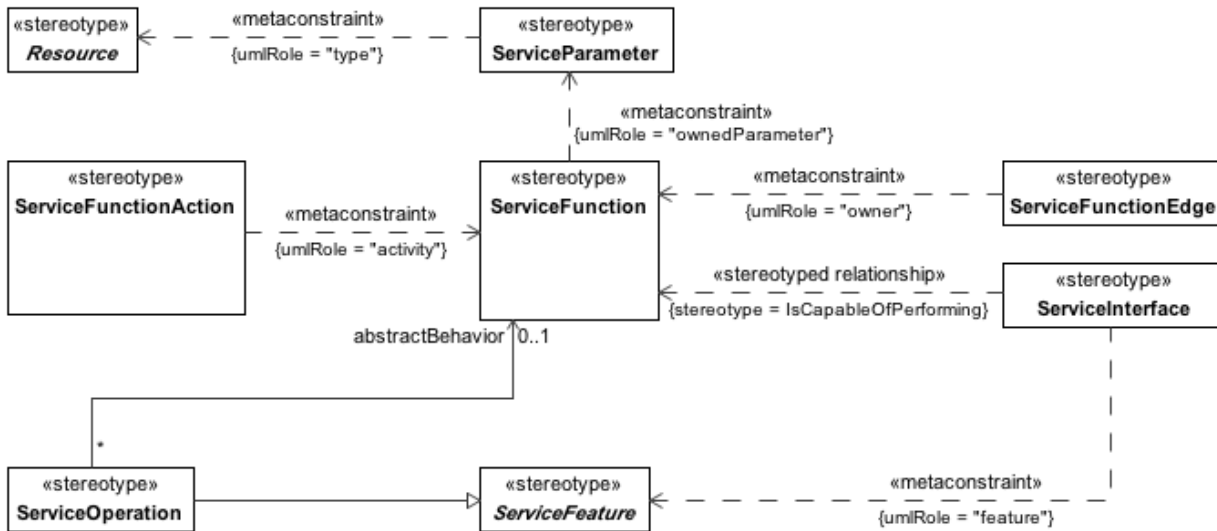 «stereotype»
Resource
«metaconstraint»
{umlRole = "type"}
«stereotype»
ServiceParameter
«metaconstraint»
{umlRole = "ownedParameter"}
«stereotype»
ServiceFunctionAction
«metaconstraint»
{umlRole = "activity"}
«stereotype»
ServiceFunction
«metaconstraint»
{umlRole = "owner"}
«stereotype»
ServiceFunctionEdge
«stereotyped relationship»
{stereotype = IsCapableOfPerforming}
«stereotype»
ServiceInterface
abstractBehavior 0..1
*
«stereotype»
ServiceOperation
«stereotype»
ServiceFeature
«metaconstraint»
{umlRole = "feature"}